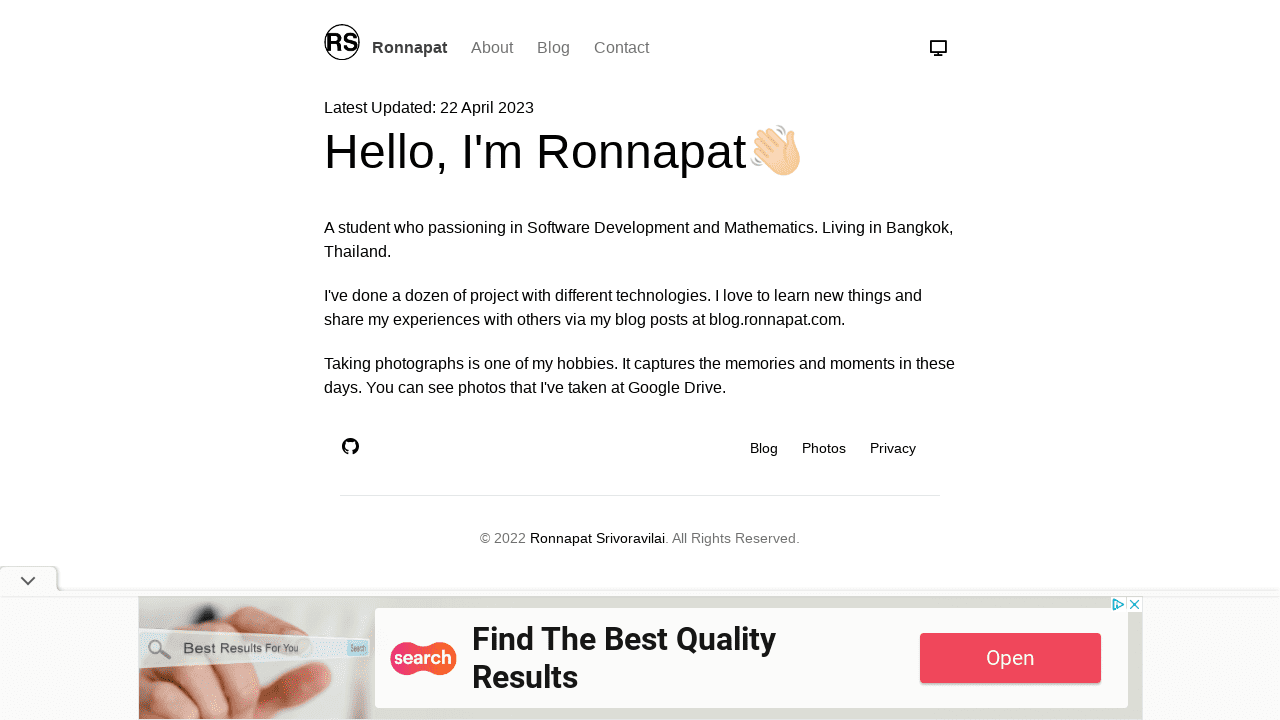 RS
Ronnapat About Blog Contact
Latest Updated: 22 April 2023
Hello, I'm Ronnapat👋🏻
A student who passioning in Software Development and Mathematics. Living in Bangkok,
Thailand.
I've done a dozen of project with different technologies. I love to learn new things and
share my experiences with others via my blog posts at blog.ronnapat.com.
Taking photographs is one of my hobbies. It captures the memories and moments in these
days. You can see photos that I've taken at Google Drive.
Blog Photos Privacy
© 2022 Ronnapat Srivoravilai. All Rights Reserved.
Best Results For You Search
search
Find The Best Quality
Results
Open